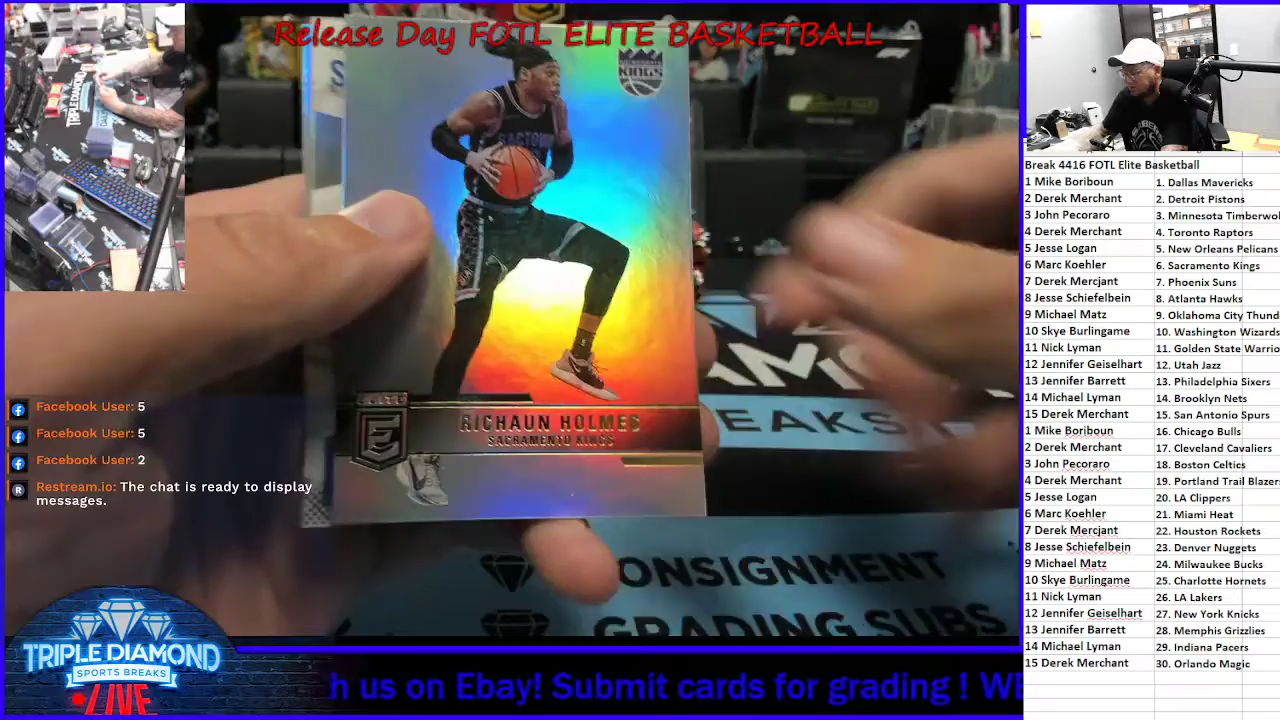 Release Day FOTL ELITE BASKETBALL
KINGS
ELITE
E
RICHAUN HOLMES
SACRAMENTO KINGS
EAKS
CONSIGNMENT
GRADING SUBS
Facebook User: 5
Facebook User: 5
Facebook User: 2
Restream.io: The chat is ready to display
messages.
TRIPLE DIAMOND
SPORTS BREAKS
LIVE
h us on Ebay! Submit cards for grading ! WE
Break 4416 FOTL Elite Basketball
1 Mike Boriboun 1. Dallas Mavericks
2 Derek Merchant 2. Detroit Pistons
3 John Pecoraro 3. Minnesota Timberwol
4 Derek Merchant 4. Toronto Raptors
5 Jesse Logan 5. New Orleans Pelicans
6 Marc Koehler 6. Sacramento Kings
7 Derek Mercjant 7. Phoenix Suns
8 Jesse Schiefelbein 8. Atlanta Hawks
9 Michael Matz 9. Oklahoma City Thund
10 Skye Burlingame 10. Washington Wizards
11 Nick Lyman 11. Golden State Warrio
12 Jennifer Geiselhart 12. Utah Jazz
13 Jennifer Barrett 13. Philadelphia Sixers
14 Michael Lyman 14. Brooklyn Nets
15 Derek Merchant 15. San Antonio Spurs
1 Mike Boriboun 16. Chicago Bulls
2 Derek Merchant 17. Cleveland Cavaliers
3 John Pecoraro 18. Boston Celtics
4 Derek Merchant 19. Portland Trail Blazers
5 Jesse Logan 20. LA Clippers
6 Marc Koehler 21. Miami Heat
7 Derek Mercjant 22. Houston Rockets
8 Jesse Schiefelbein 23. Denver Nuggets
9 Michael Matz 24. Milwaukee Bucks
10 Skye Burlingame 25. Charlotte Hornets
11 Nick Lyman 26. LA Lakers
12 Jennifer Geiselhart 27. New York Knicks
13 Jennifer Barrett 28. Memphis Grizzlies
14 Michael Lyman 29. Indiana Pacers
15 Derek Merchant 30. Orlando Magic